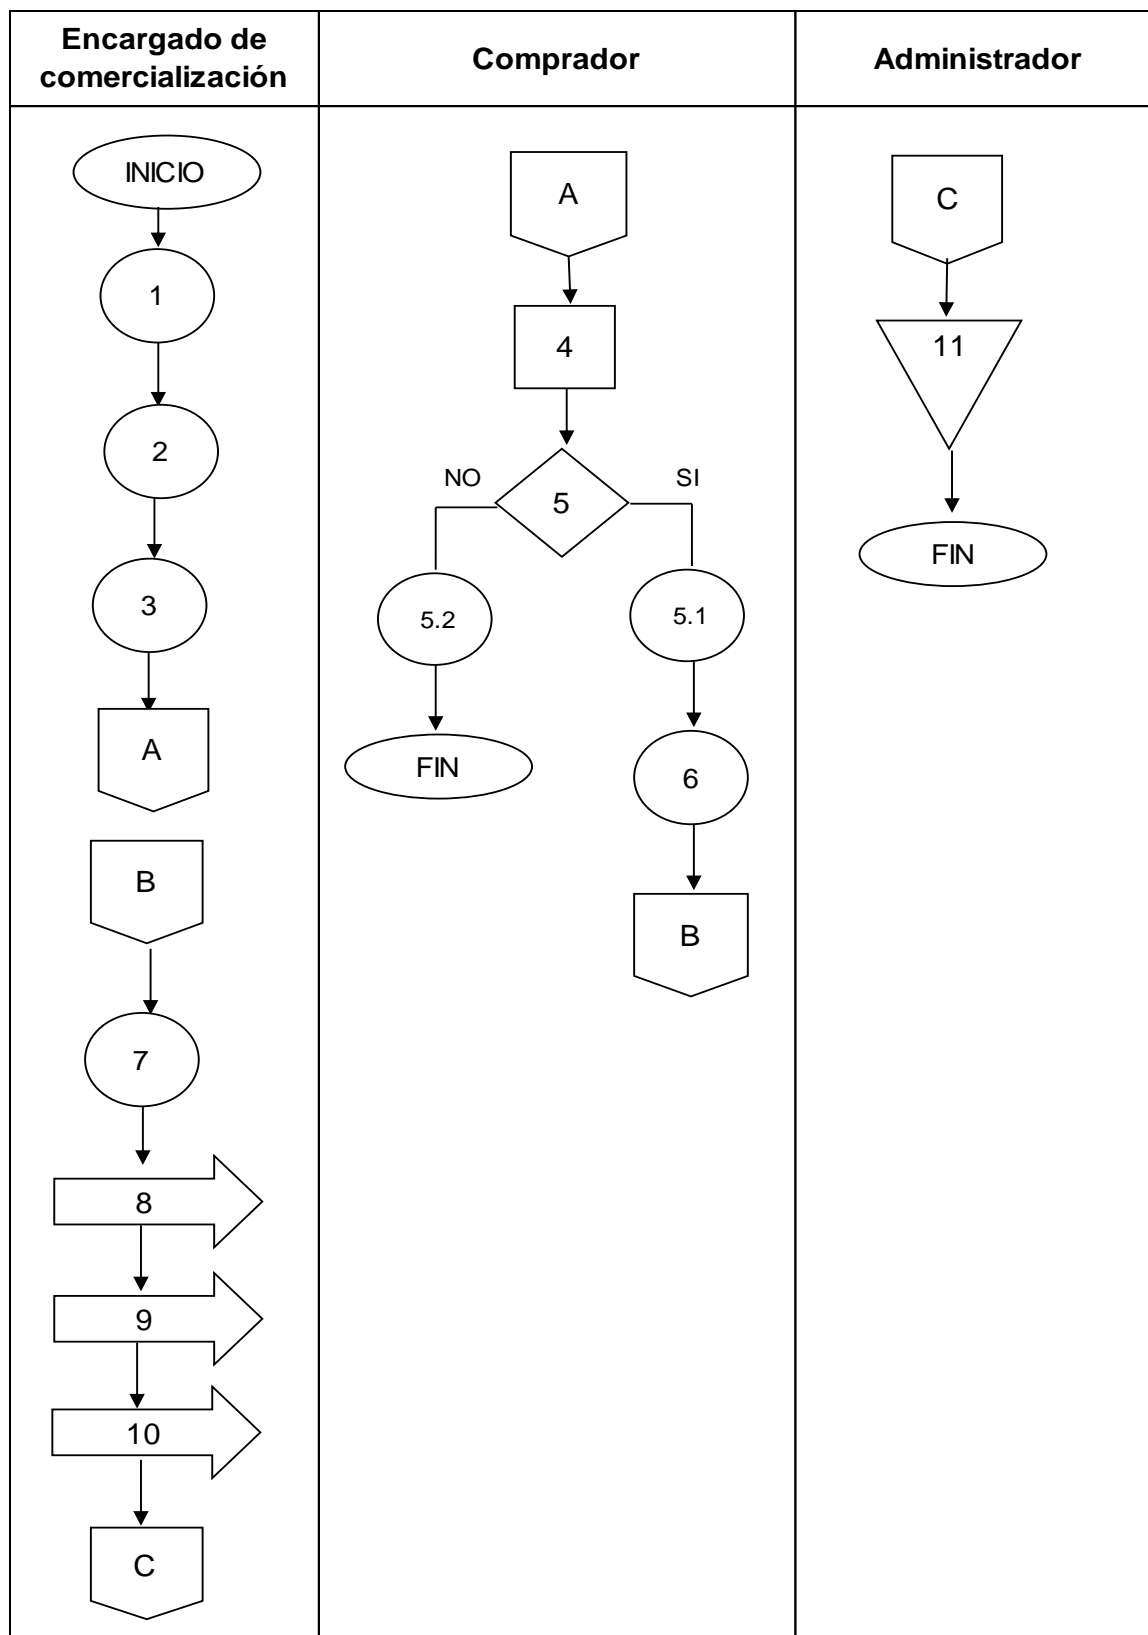 Encargado de
comercialización
Comprador
Administrador
INICIO
1
2
3
A
B
7
8
9
10
C
A
4
NO
5
SI
5.2
5.1
FIN
6
B
C
11
FIN